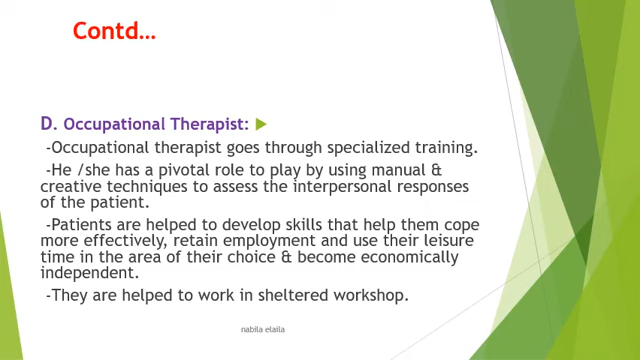 Contd…
D. Occupational Therapist:
-Occupational therapist goes through specialized training.
-He /she has a pivotal role to play by using manual &
creative techniques to assess the interpersonal responses
of the patient.
-Patients are helped to develop skills that help them cope
more effectively, retain employment and use their leisure
time in the area of their choice & become economically
independent.
-They are helped to work in sheltered workshop.
nabila elaila